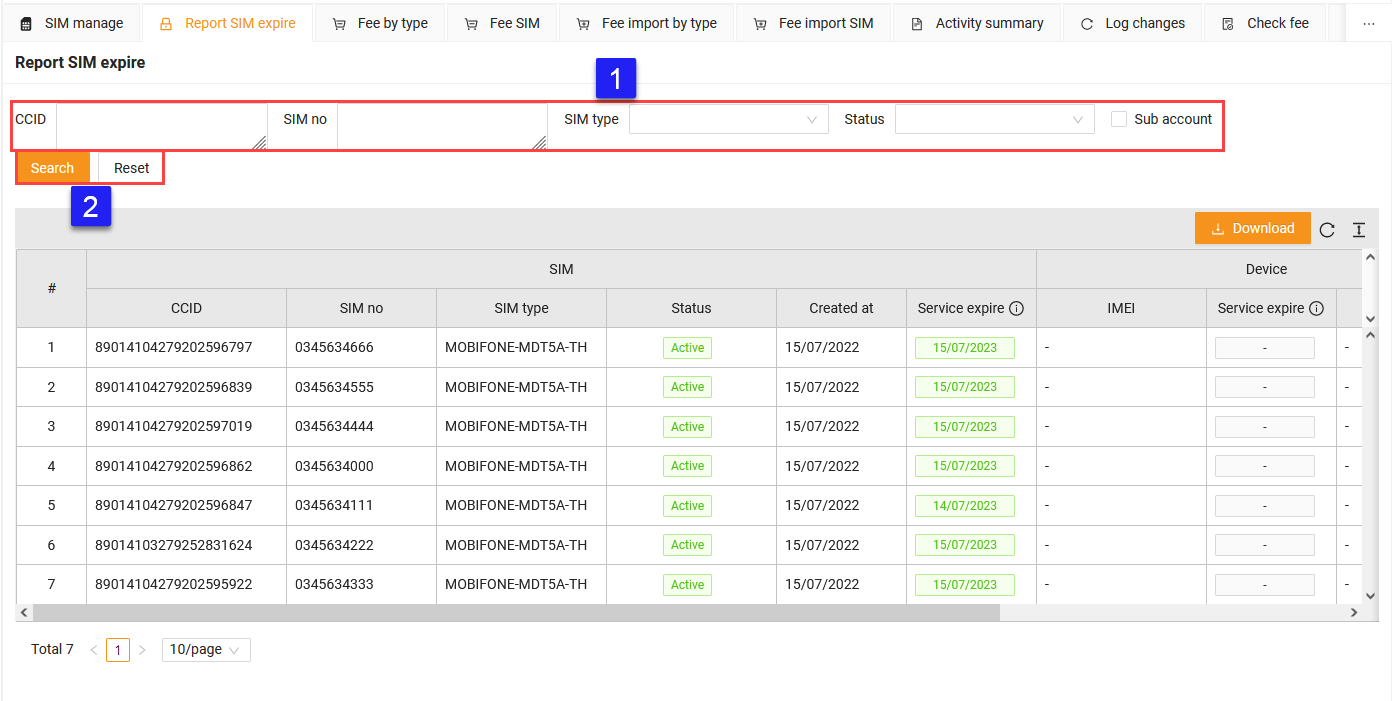 SIM manage Report SIM expire Fee by type Fee SIM Fee import by type Fee import SIM Activity summary Log changes Check fee ...
Report SIM expire
1
CCID SIM no SIM type Status Sub account
Search Reset
2
Download
# SIM Device
CCID SIM no SIM type Status Created at Service expire IMEI Service expire
1 89014104279202596797 0345634666 MOBIFONE-MDT5A-TH Active 15/07/2022 15/07/2023 - - -
2 89014104279202596839 0345634555 MOBIFONE-MDT5A-TH Active 15/07/2022 15/07/2023 - - -
3 89014104279202597019 0345634444 MOBIFONE-MDT5A-TH Active 15/07/2022 15/07/2023 - - -
4 89014104279202596862 0345634000 MOBIFONE-MDT5A-TH Active 15/07/2022 15/07/2023 - - -
5 89014104279202596847 0345634111 MOBIFONE-MDT5A-TH Active 15/07/2022 14/07/2023 - - -
6 89014103279252831624 0345634222 MOBIFONE-MDT5A-TH Active 15/07/2022 15/07/2023 - - -
7 89014104279202595922 0345634333 MOBIFONE-MDT5A-TH Active 15/07/2022 15/07/2023 - - -
Total 7 < 1 > 10/page